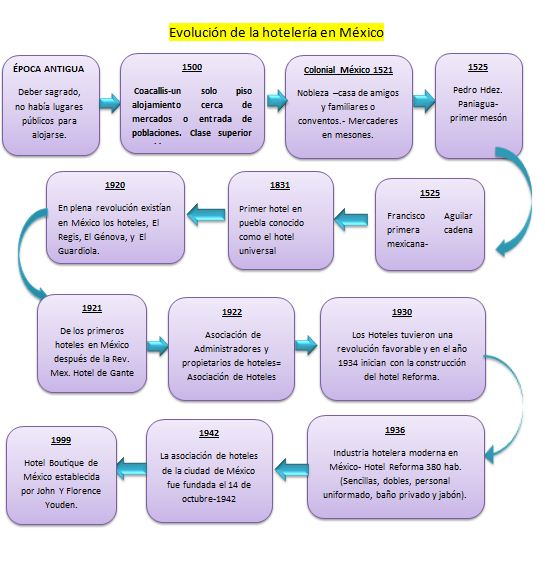 Evolución de la hotelería en México
ÉPOCA ANTIGUA
Deber sagrado,
no había lugares
públicos para
alojarse.
1500
Coacallis-un solo piso
alojamiento cerca de
mercados o entrada de
poblaciones. Clase superior
Colonial México 1521
Nobleza –casa de amigos
y familiares o
conventos.- Mercaderes
en mesones.
1525
Pedro Hdez.
Paniagua-
primer mesón
1525
Francisco Aguilar
primera cadena
mexicana-
1831
Primer hotel en
puebla conocido
como el hotel
universal
1920
En plena revolución existían
en México los hoteles, El
Regis, El Génova, y El
Guardiola.
1921
De los primeros
hoteles en México
después de la Rev.
Mex. Hotel de Gante
1922
Asociación de
Administradores y
propietarios de hoteles=
Asociación de Hoteles
1930
Los Hoteles tuvieron una
revolución favorable y en el año
1934 inician con la construcción
del hotel Reforma.
1936
Industria hotelera moderna en
México- Hotel Reforma 380 hab.
(Sencillas, dobles, personal
uniformado, baño privado y jabón).
1942
La asociación de hoteles
de la ciudad de México
fue fundada el 14 de
octubre-1942
1999
Hotel Boutique de
México establecida
por John Y Florence
Youden.